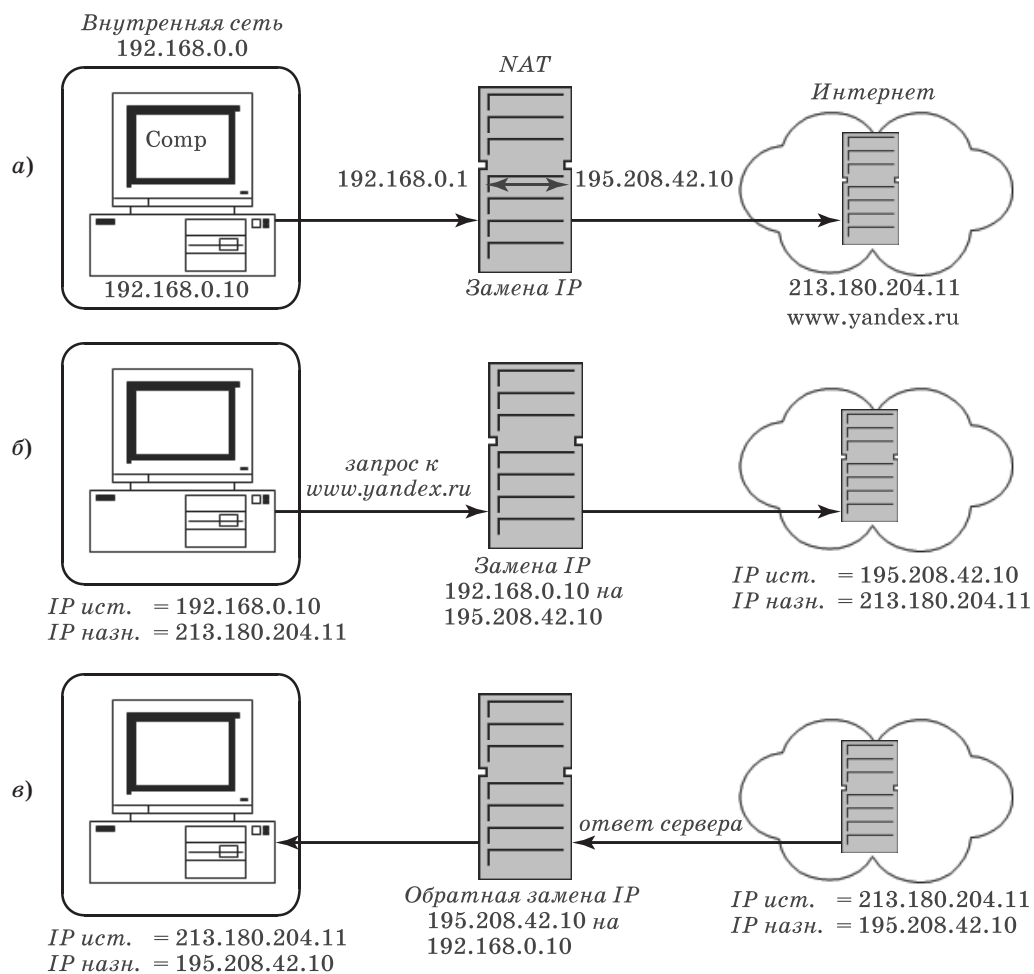 Внутренняя сеть
192.168.0.0
NAT
Интернет
а)
Comp
192.168.0.1
195.208.42.10
192.168.0.10
Замена IP
213.180.204.11
www.yandex.ru
б)
запрос к
www.yandex.ru
Замена IP
192.168.0.10 на
195.208.42.10
IP ист. = 192.168.0.10
IP назн. = 213.180.204.11
IP ист. = 195.208.42.10
IP назн. = 213.180.204.11
в)
ответ сервера
Обратная замена IP
195.208.42.10 на
192.168.0.10
IP ист. = 213.180.204.11
IP назн. = 195.208.42.10
IP ист. = 213.180.204.11
IP назн. = 195.208.42.10